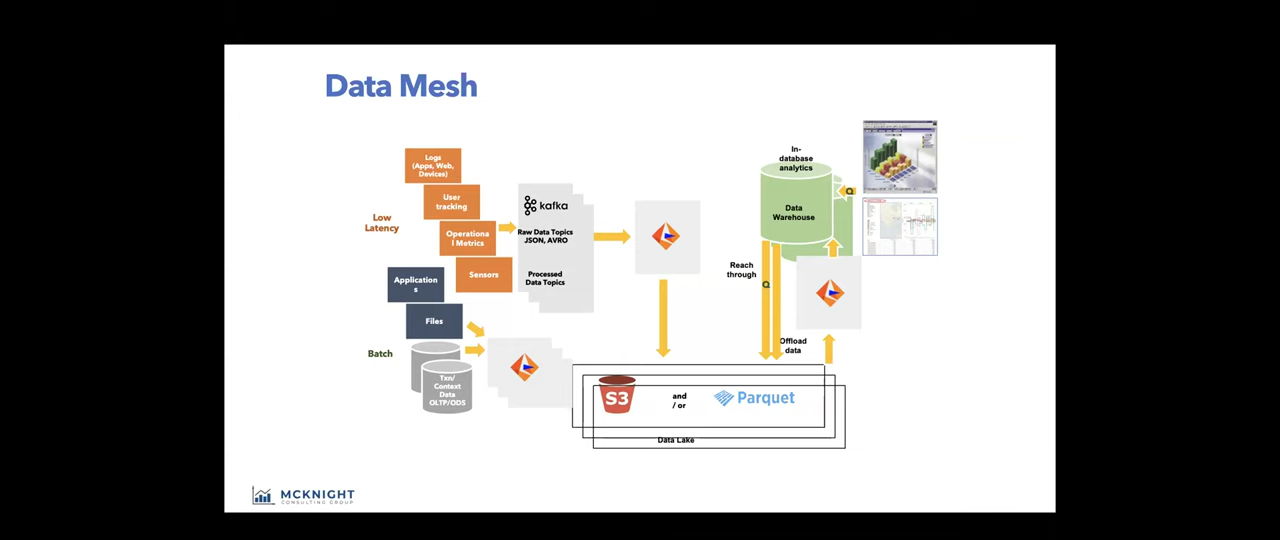 Data Mesh
Logs
(Apps, Web,
Devices)
User
tracking
Low
Latency
Operationa
l Metrics
Sensors
Application
s
Files
Batch
Txn/
Context
Data
OLTP/ODS
kafka
Raw Data Topics
JSON, AVRO
Processed
Data Topics
In-
database
analytics
Data
Warehouse
Reach
through
Offload
data
S3
and
/ or
Parquet
Data Lake
MCKNIGHT
CONSULTING GROUP